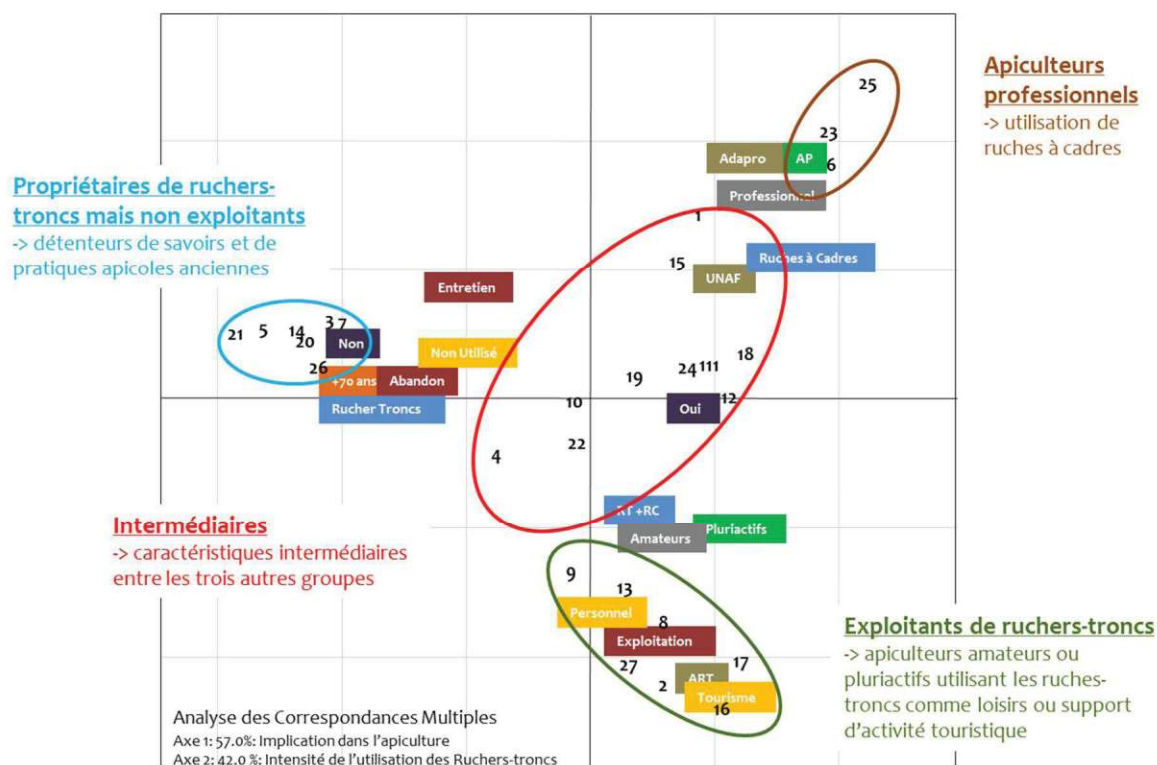 25
Apiculteurs
professionnels
-> utilisation de
ruches à cadres
23
Adapro
AP
6
Professionnel
Propriétaires de ruchers-
troncs mais non exploitants
-> détenteurs de savoirs et de
pratiques apicoles anciennes
1
15
UNAF
Ruches à Cadres
Entretien
21
5
14
20
3
7
Non
Non Utilisé
26
+70 ans
Abandon
Rucher Troncs
19
24
111
18
10
Oui
12
4
22
Intermédiaires
-> caractéristiques intermédiaires
entre les trois autres groupes
RT +RC
Amateurs
Pluriactifs
9
13
Personnel
8
Exploitation
27
2
ART
17
Tourisme
16
Exploitants de ruchers-troncs
-> apiculteurs amateurs ou
pluriactifs utilisant les ruches-
troncs comme loisirs ou support
d'activité touristique
Analyse des Correspondances Multiples
Axe 1: 57.0%: Implication dans l'apiculture
Axe 2: 42.0 %: Intensité de l'utilisation des Ruchers-troncs